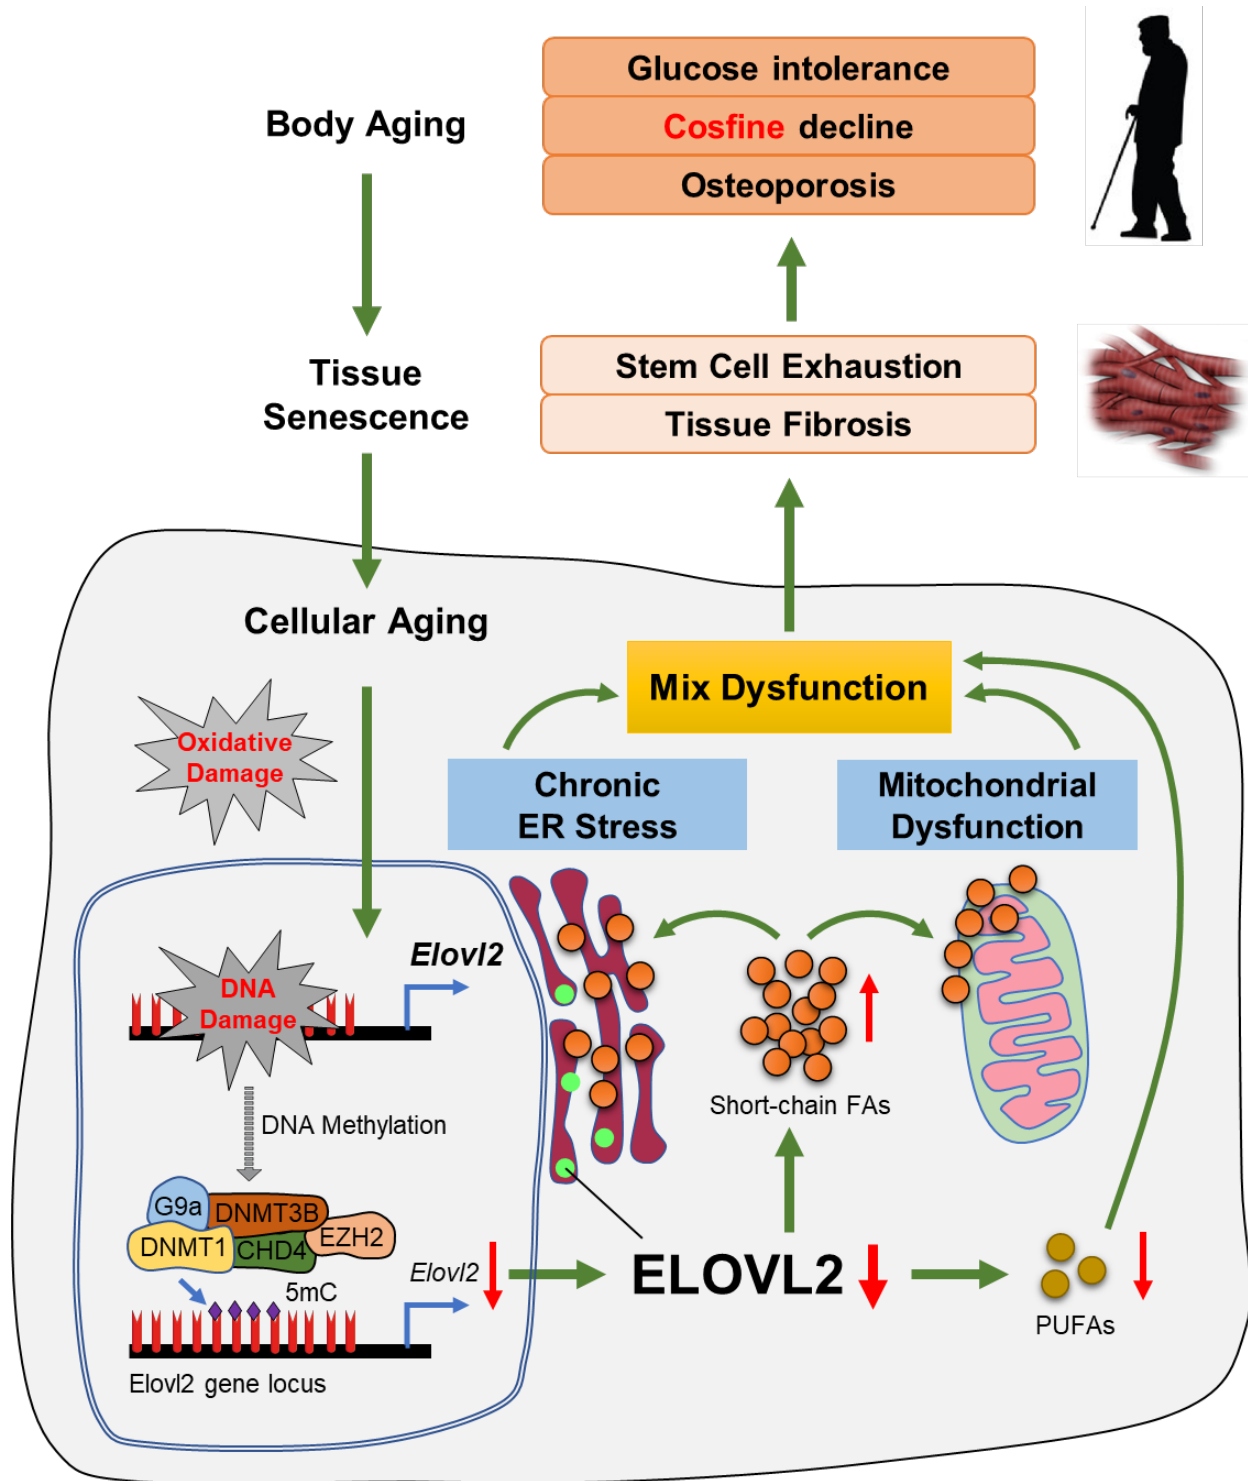 Glucose intolerance
Cosfine decline
Osteoporosis
Body Aging
Tissue
Senescence
Stem Cell Exhaustion
Tissue Fibrosis
Cellular Aging
Mix Dysfunction
Oxidative
Damage
Chronic
ER Stress
Mitochondrial
Dysfunction
Elovl2
DNA
Damage
Short-chain FAs
DNA Methylation
G9a
DNMT3B
DNMT1
CHD4
EZH2
5mC
Elovl2
ELOVL2
PUFAs
Elovl2 gene locus